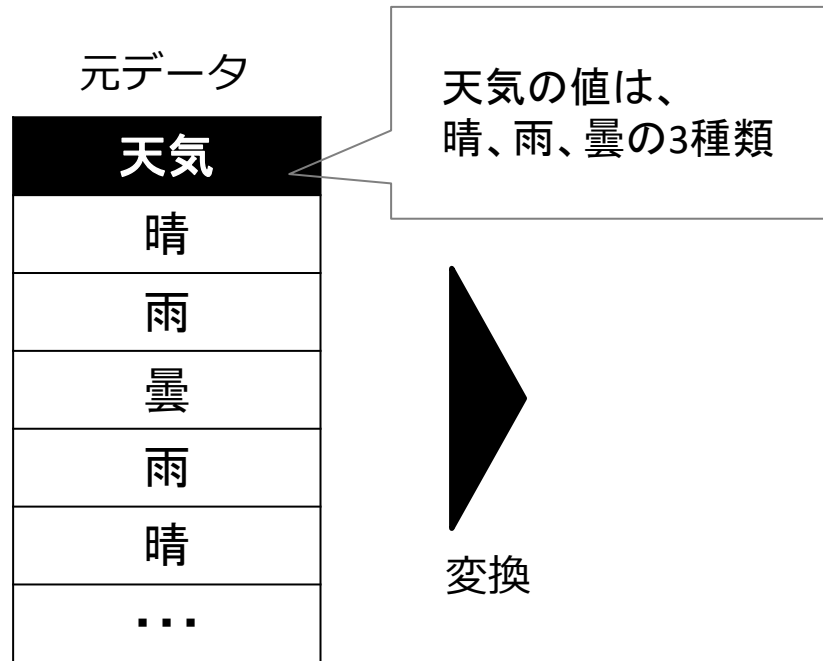 元データ
天気の値は、
晴、雨、曇の3種類
天気
晴
雨
曇
雨
晴
･･･
変換